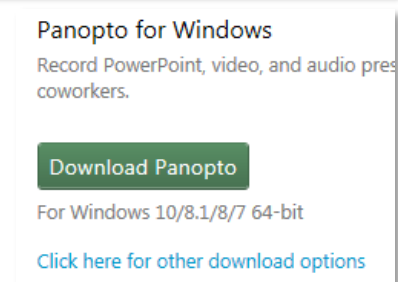 Panopto for Windows
Record PowerPoint, video, and audio
coworkers.
Download Panopto
For Windows 10/8.1/8/7 64-bit
Click here for other download options